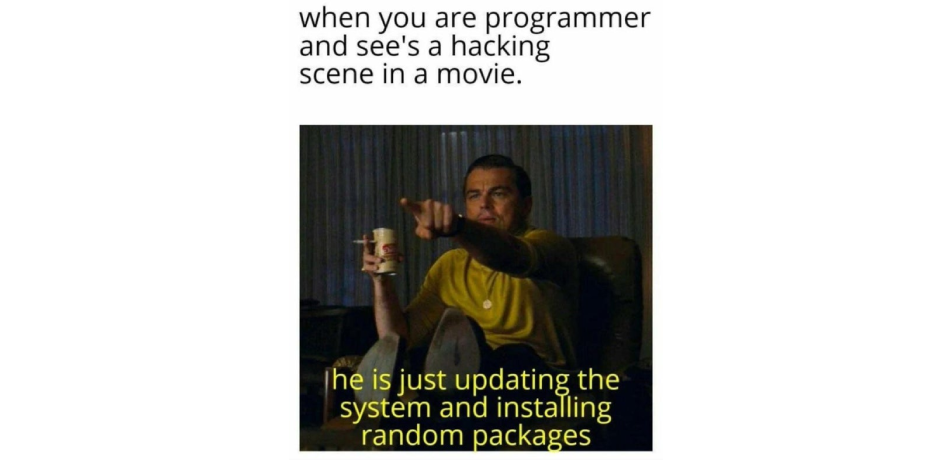 when you are programmer
and see's a hacking
scene in a movie.
he is just updating the
system and installing
random packages